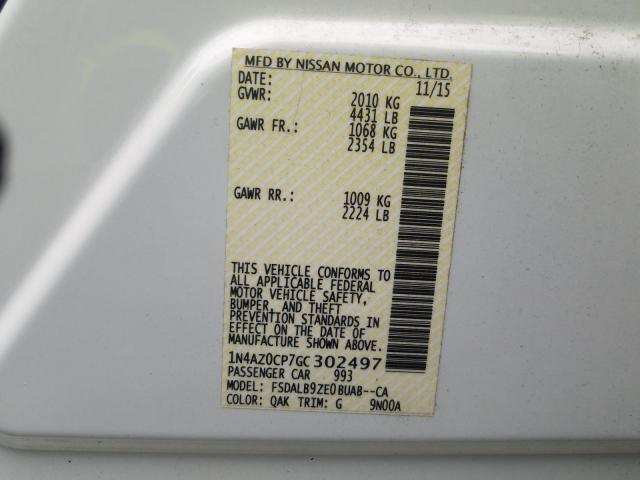 MFD BY NISSAN MOTOR CO., LTD.
DATE: 11/15
GVWR: 2010 KG
4431 LB
GAWR FR.: 1068 KG
2354 LB
GAWR RR.: 1009 KG
2224 LB
THIS VEHICLE CONFORMS TO
ALL APPLICABLE FEDERAL
MOTOR VEHICLE SAFETY,
BUMPER, AND THEFT
PREVENTION STANDARDS IN
EFFECT ON THE DATE OF
MANUFACTURE SHOWN ABOVE.
1N4AZ0CP7GC302497
PASSENGER CAR 993
MODEL: FSDALB9ZE0BUAB--CA
COLOR: QAK TRIM: G 9N00A